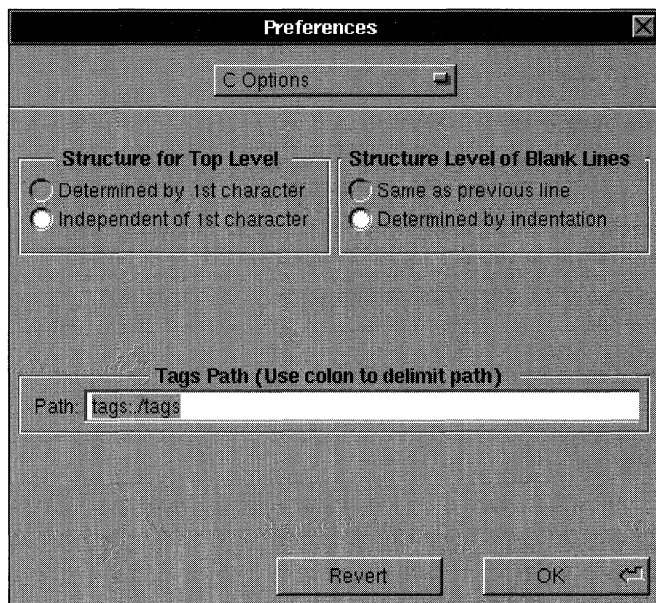 Preferences
C Options
Structure for Top Level
Determined by 1st character
Independent of 1st character
Structure Level of Blank Lines
Same as previous line
Determined by indentation
Tags Path (Use colon to delimit path)
Path: tags:./tags
Revert
OK